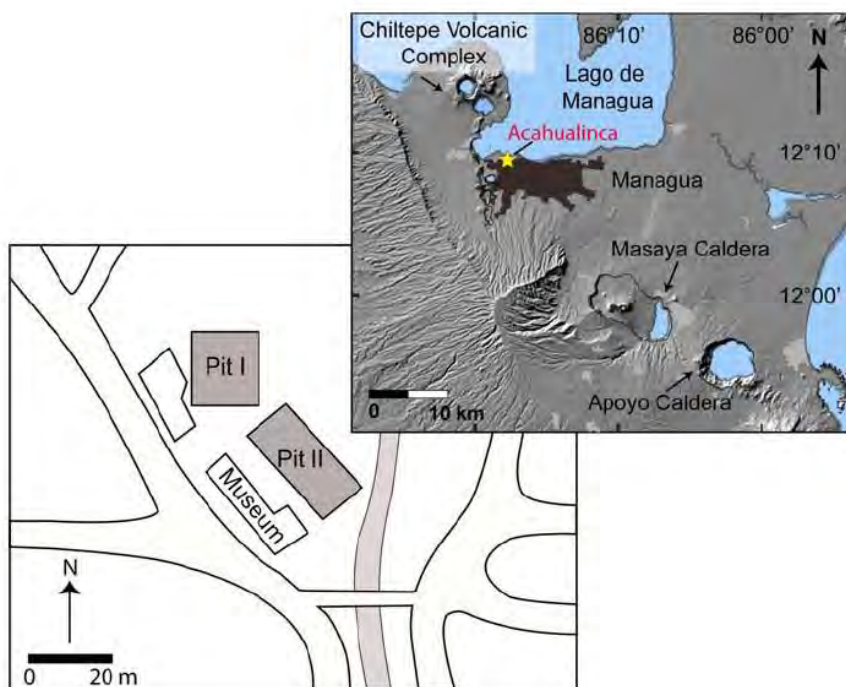 Chiltepe Volcanic
Complex
86°10'
86°00'
N
Lago de
Managua
Acahualinca
12°10'
Managua
Masaya Caldera
12°00'
0 10 km
Apoyo Caldera
Pit I
Pit II
Museum
N
0 20 m